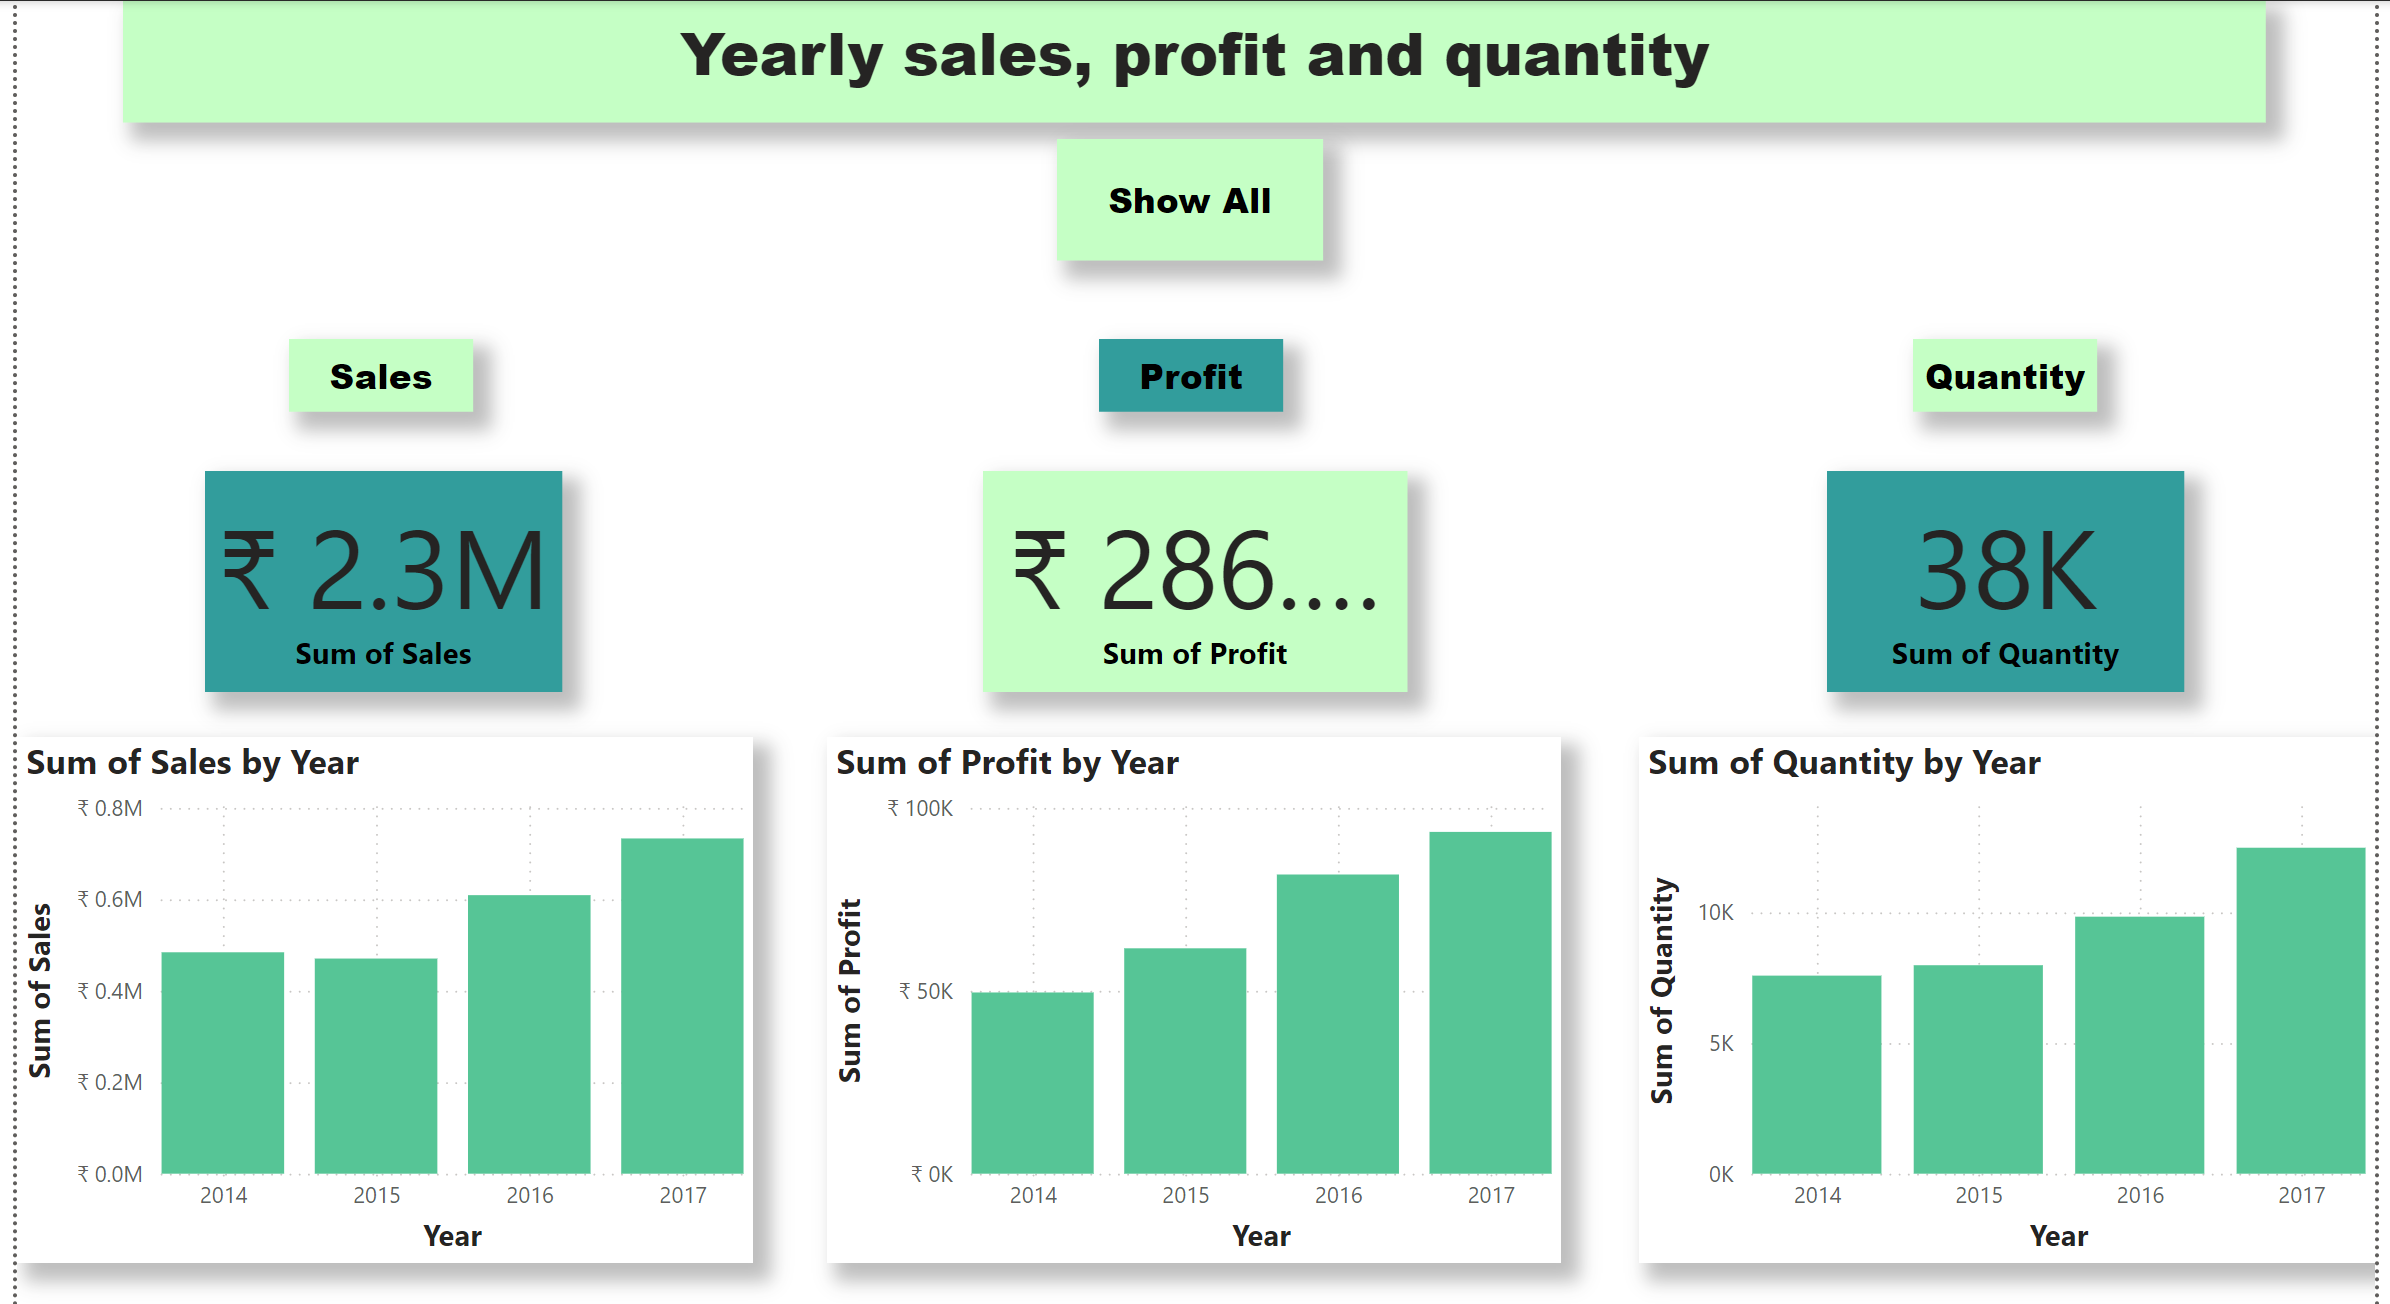 Yearly sales, profit and quantity
Show All
Sales
Profit
Quantity
₹ 2.3M
Sum of Sales
₹ 286....
Sum of Profit
38K
Sum of Quantity
Sum of Sales by Year
₹ 0.8M
₹ 0.6M
₹ 0.4M
₹ 0.2M
₹ 0.0M
Sum of Sales
2014 2015 2016 2017
Year
Sum of Profit by Year
₹ 100K
₹ 50K
₹ 0K
Sum of Profit
2014 2015 2016 2017
Year
Sum of Quantity by Year
10K
5K
0K
Sum of Quantity
2014 2015 2016 2017
Year